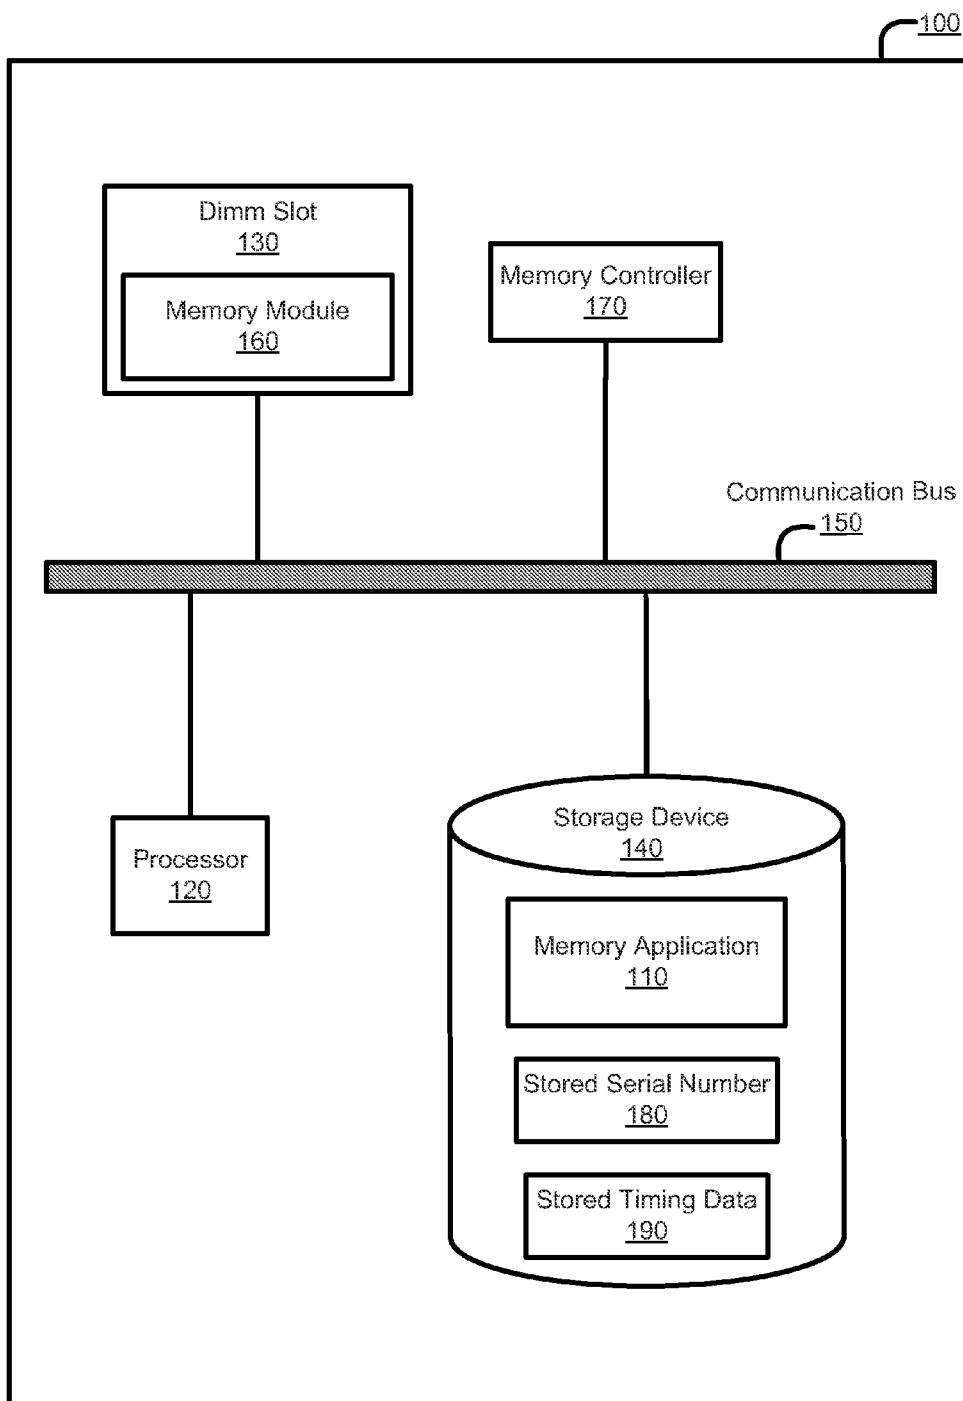 100
Dimm Slot
130
Memory Module
160
Memory Controller
170
Communication Bus
150
Processor
120
Storage Device
140
Memory Application
110
Stored Serial Number
180
Stored Timing Data
190